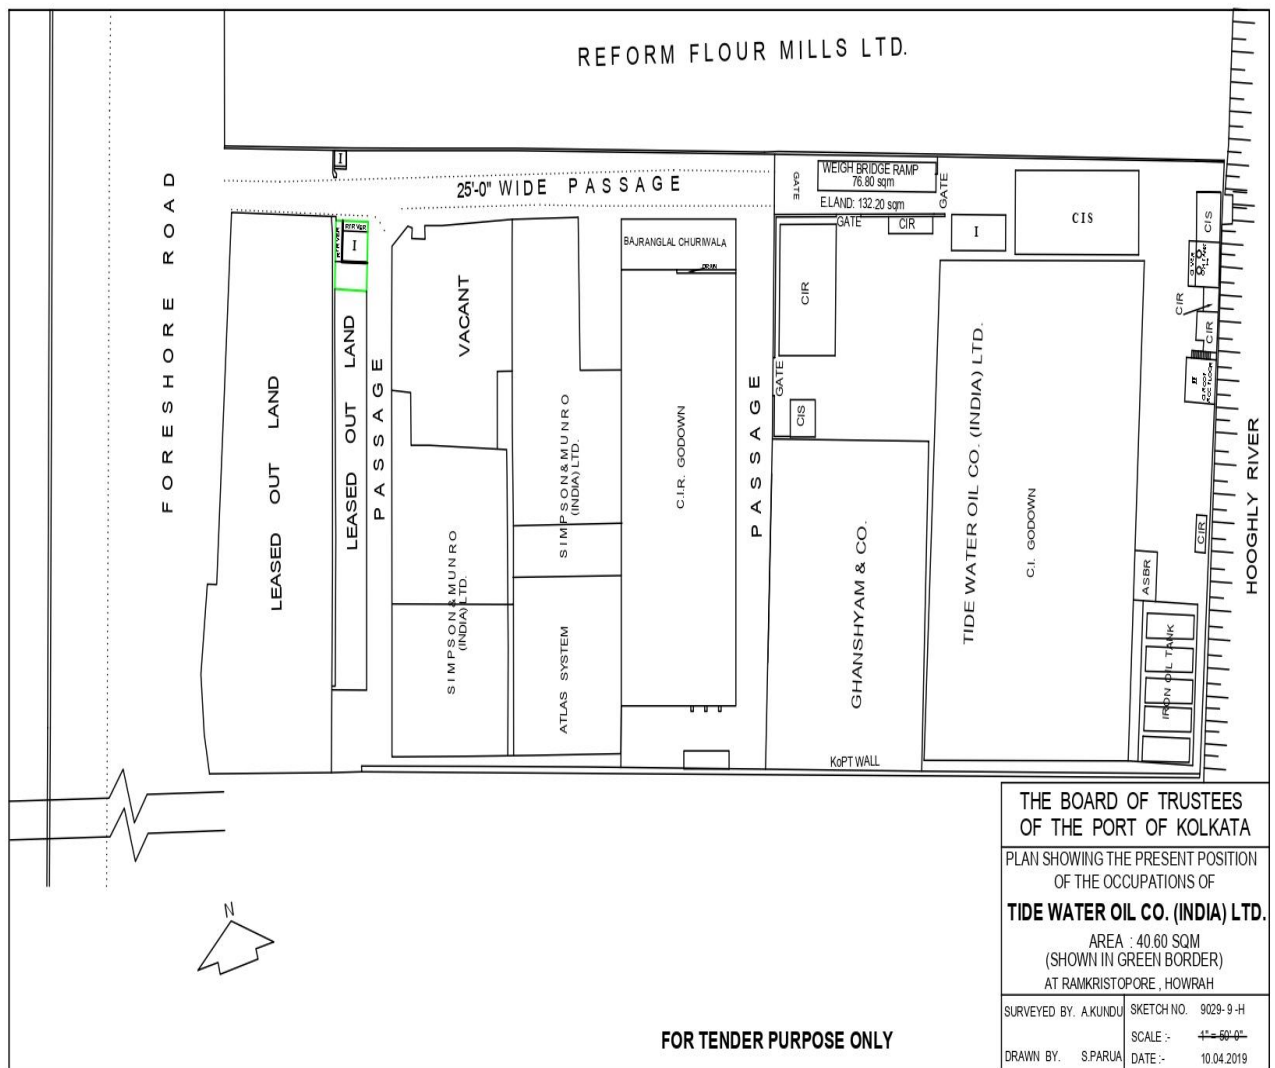 REFORM FLOUR MILLS LTD.
FORESHORE ROAD
I
25'-0" WIDE PASSAGE
GATE
WEIGH BRIDGE RAMP
76.80 sqm
E.LAND: 132.20 sqm
GATE
GATE
CIR
I
CIS
CIS
I
LEASED OUT LAND
LEASED OUT LAND
PASSAGE
VACANT
SIMPSON & MUNRO
(INDIA) LTD.
SIMPSON & MUNRO
(INDIA) LTD.
ATLAS SYSTEM
BAJRANGLAL CHURIWALA
C.I.R. GODOWN
PASSAGE
CIR
GATE
CIS
GHANSHYAM & CO.
KoPT WALL
TIDE WATER OIL CO. (INDIA) LTD.
C.I. GODOWN
ASBR
IRON OIL TANK
CIR
CIR
II
CIR
HOOGHLY RIVER
N
FOR TENDER PURPOSE ONLY
THE BOARD OF TRUSTEES
OF THE PORT OF KOLKATA
PLAN SHOWING THE PRESENT POSITION
OF THE OCCUPATIONS OF
TIDE WATER OIL CO. (INDIA) LTD.
AREA : 40.60 SQM
(SHOWN IN GREEN BORDER)
AT RAMKRISTOPORE , HOWRAH
SURVEYED BY. A.KUNDU
SKETCH NO. 9029- 9 -H
SCALE :- 1" = 50'-0"
DRAWN BY. S.PARUA
DATE :- 10.04.2019